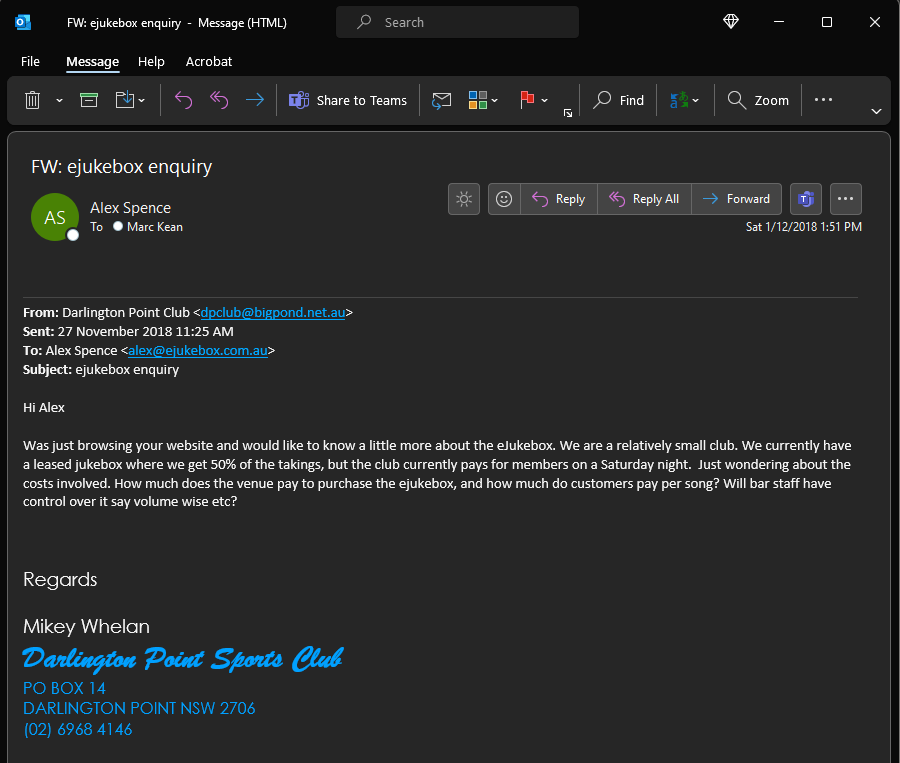 FW: ejukebox enquiry - Message (HTML)
Search
File Message Help Acrobat
Share to Teams
Find
Zoom
FW: ejukebox enquiry
AS
Alex Spence
To Marc Kean
Reply
Reply All
Forward
Sat 1/12/2018 1:51 PM
From: Darlington Point Club <dpclub@bigpond.net.au>
Sent: 27 November 2018 11:25 AM
To: Alex Spence <alex@ejukebox.com.au>
Subject: ejukebox enquiry
Hi Alex
Was just browsing your website and would like to know a little more about the eJukebox. We are a relatively small club. We currently have
a leased jukebox where we get 50% of the takings, but the club currently pays for members on a Saturday night.  Just wondering about the
costs involved. How much does the venue pay to purchase the ejukebox, and how much do customers pay per song? Will bar staff have
control over it say volume wise etc?
Regards
Mikey Whelan
Darlington Point Sports Club
PO BOX 14
DARLINGTON POINT NSW 2706
(02) 6968 4146